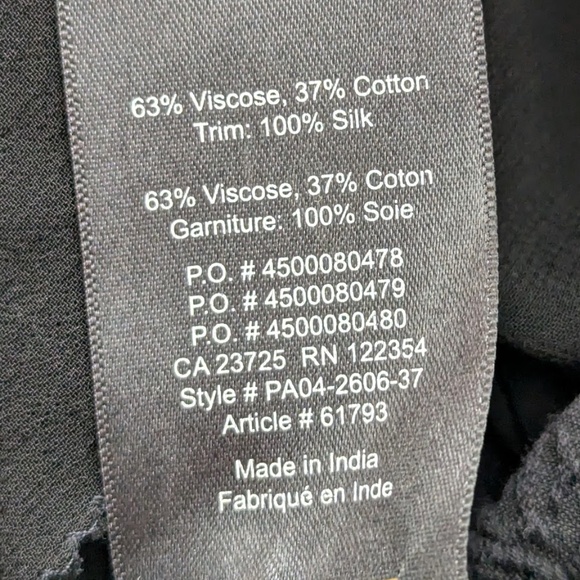 63% Viscose, 37% Cotton
Trim: 100% Silk
63% Viscose, 37% Coton
Garniture: 100% Soie
P.O. # 4500080478
P.O. # 4500080479
P.O. # 4500080480
CA 23725 RN 122354
Style # PA04-2606-37
Article # 61793
Made in India
Fabriqué en Inde